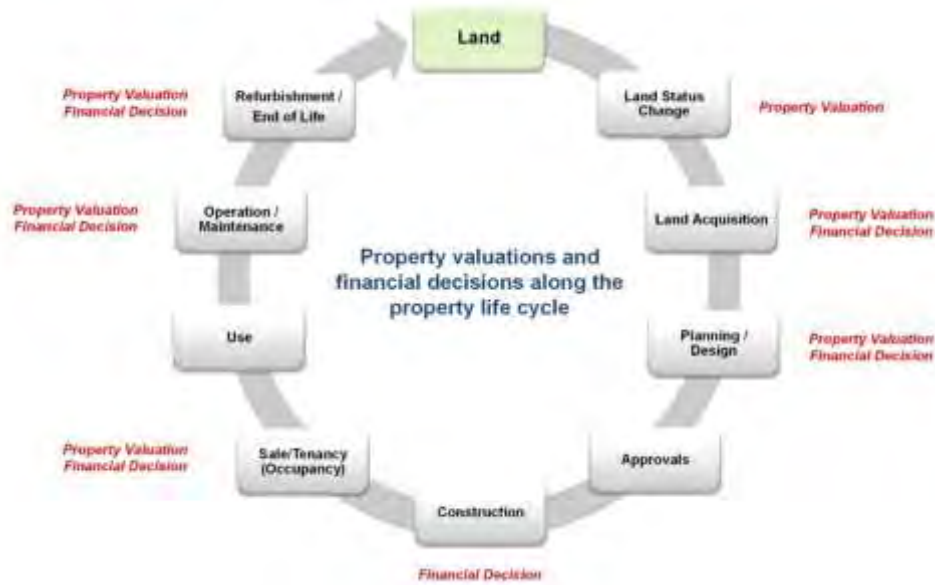 Land
Land Status
Change
Property Valuation
Land Acquisition
Property Valuation
Financial Decision
Planning /
Design
Property Valuation
Financial Decision
Approvals
Construction
Financial Decision
Sale/Tenancy
(Occupancy)
Property Valuation
Financial Decision
Use
Operation /
Maintenance
Property Valuation
Financial Decision
Refurbishment /
End of Life
Property Valuation
Financial Decision
Property valuations and
financial decisions along the
property life cycle